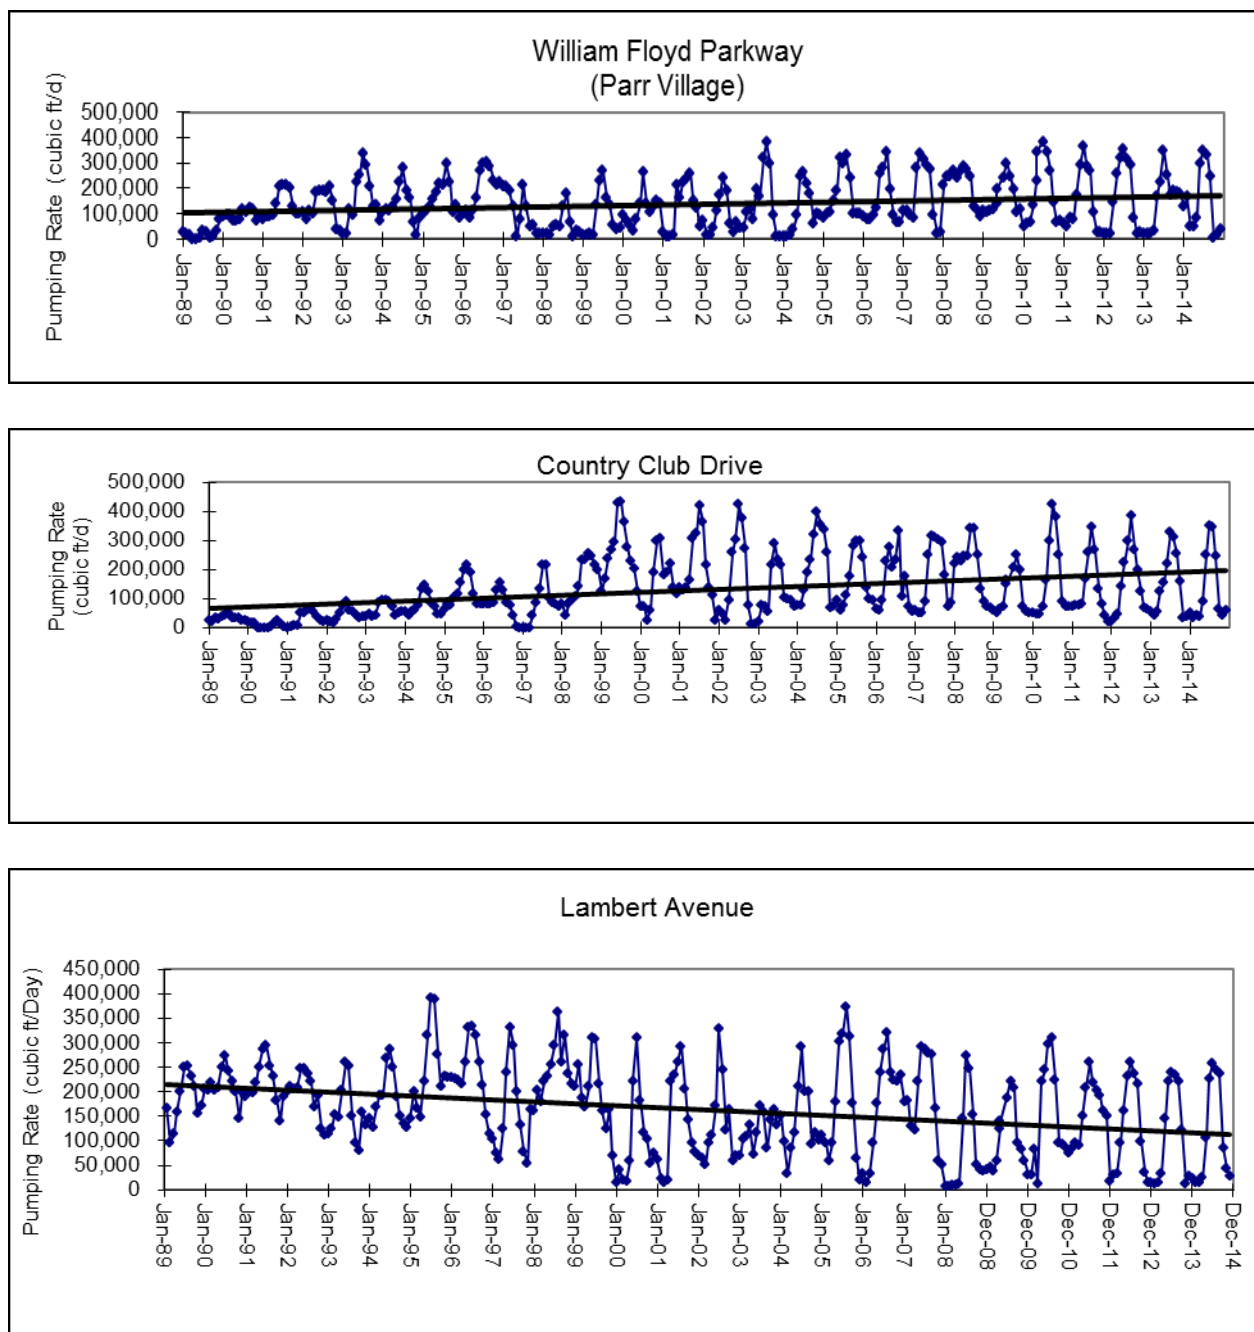 William Floyd Parkway
(Parr Village)
Pumping Rate (cubic ft/d)
500,000
400,000
300,000
200,000
100,000
0
Jan-89
Jan-90
Jan-91
Jan-92
Jan-93
Jan-94
Jan-95
Jan-96
Jan-97
Jan-98
Jan-99
Jan-00
Jan-01
Jan-02
Jan-03
Jan-04
Jan-05
Jan-06
Jan-07
Jan-08
Jan-09
Jan-10
Jan-11
Jan-12
Jan-13
Jan-14
Country Club Drive
Pumping Rate
(cubic ft/d)
500,000
400,000
300,000
200,000
100,000
0
Jan-89
Jan-90
Jan-91
Jan-92
Jan-93
Jan-94
Jan-95
Jan-96
Jan-97
Jan-98
Jan-99
Jan-00
Jan-01
Jan-02
Jan-03
Jan-04
Jan-05
Jan-06
Jan-07
Jan-08
Jan-09
Jan-10
Jan-11
Jan-12
Jan-13
Jan-14
Lambert Avenue
Pumping Rate (cubic ft/Day)
450,000
400,000
350,000
300,000
250,000
200,000
150,000
100,000
50,000
0
Jan-89
Jan-90
Jan-91
Jan-92
Jan-93
Jan-94
Jan-95
Jan-96
Jan-97
Jan-98
Jan-99
Jan-00
Jan-01
Jan-02
Jan-03
Jan-04
Jan-05
Jan-06
Jan-07
Jan-08
Dec-08
Dec-09
Dec-10
Dec-11
Dec-12
Dec-13
Dec-14